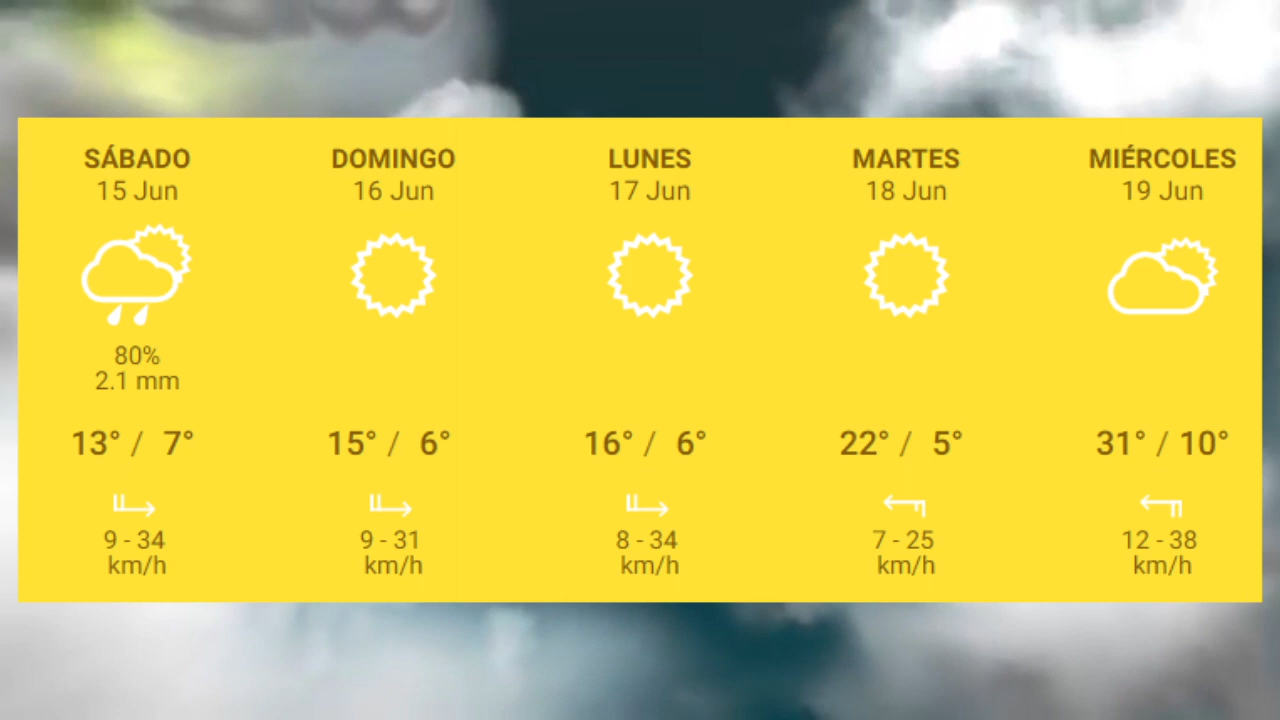 SÁBADO
15 Jun
80%
2.1 mm
13° / 7°
9 - 34
km/h
DOMINGO
16 Jun
15° / 6°
9 - 31
km/h
LUNES
17 Jun
16° / 6°
8 - 34
km/h
MARTES
18 Jun
22° / 5°
7 - 25
km/h
MIÉRCOLES
19 Jun
31° / 10°
12 - 38
km/h